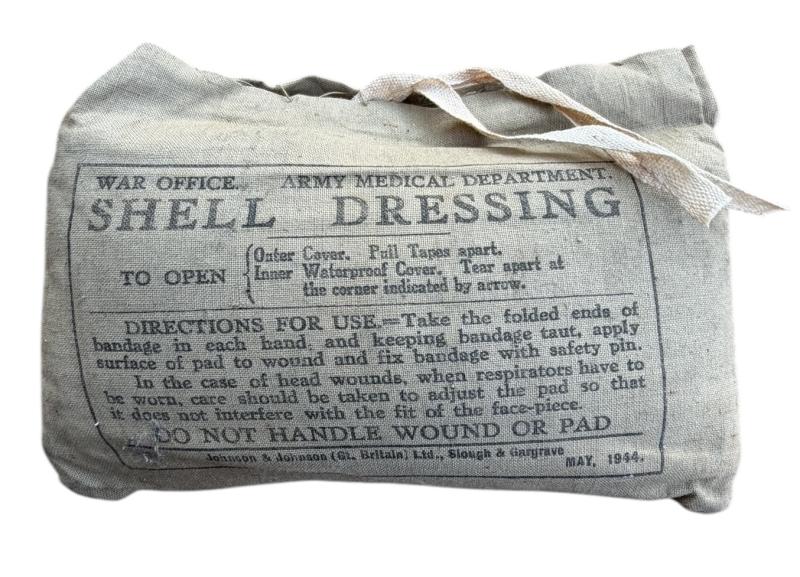 WAR OFFICE. ARMY MEDICAL DEPARTMENT.
SHELL DRESSING
TO OPEN
Outer Cover. Pull Tapes apart.
Inner Waterproof Cover. Tear apart at
the corner indicated by arrow.
DIRECTIONS FOR USE.—Take the folded ends of
bandage in each hand, and keeping bandage taut, apply
surface of pad to wound and fix bandage with safety pin.
In the case of head wounds, when respirators have to
be worn, care should be taken to adjust the pad so that
it does not interfere with the fit of the face-piece.
DO NOT HANDLE WOUND OR PAD
Johnson & Johnson (Gt. Britain) Ltd., Slough & Gargrave
MAY, 1944.